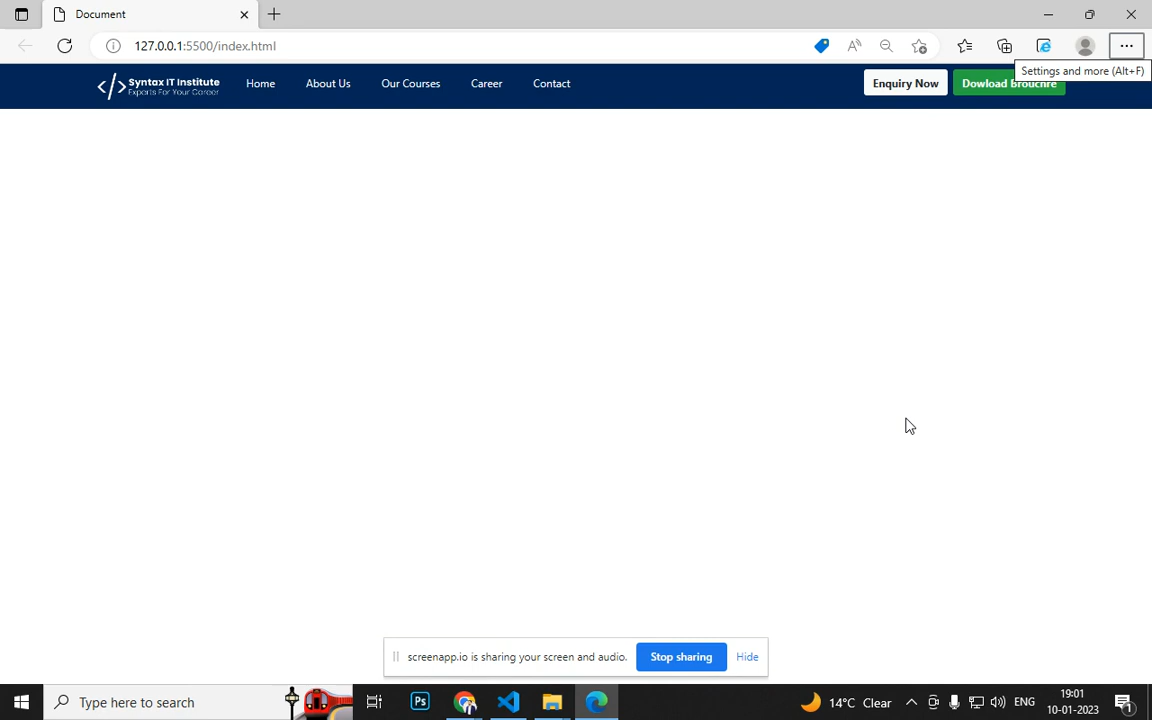 Document
127.0.0.1:5500/index.html
Settings and more (Alt+F)
Syntax IT Institute
Experts For Your Career
Home
About Us
Our Courses
Career
Contact
Enquiry Now
Dowload Brouchre
screenapp.io is sharing your screen and audio.
Stop sharing
Hide
Type here to search
Ps
14°C Clear
ENG
19:01
10-01-2023
1